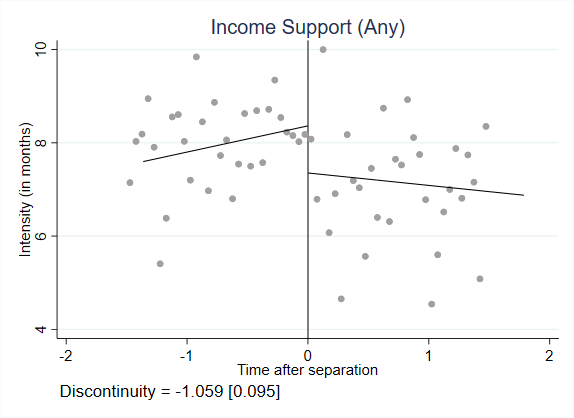 Income Support (Any)
Intensity (in months)
10
8
6
4
-2
-1
0
1
2
Time after separation
Discontinuity = -1.059 [0.095]